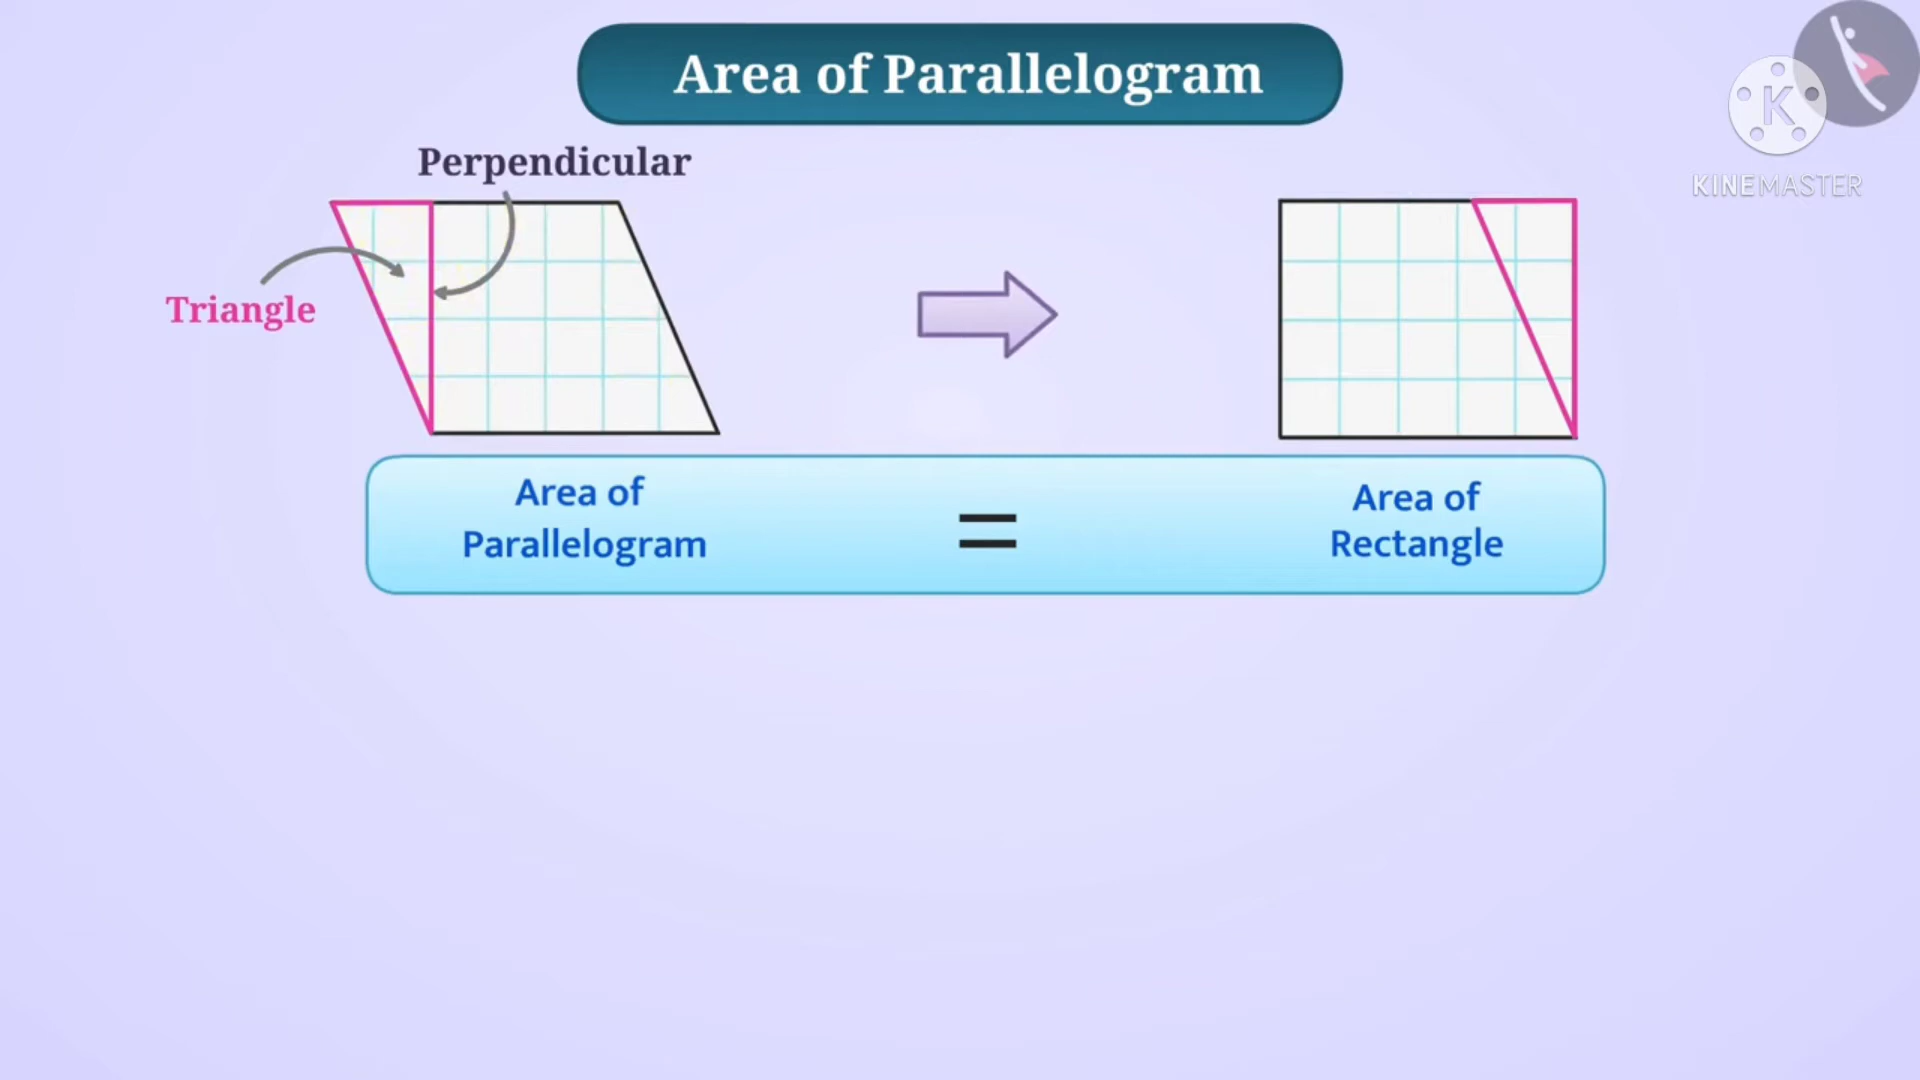 Area of Parallelogram
K
KINEMASTER
Perpendicular
Triangle
Area of
Parallelogram
=
Area of
Rectangle